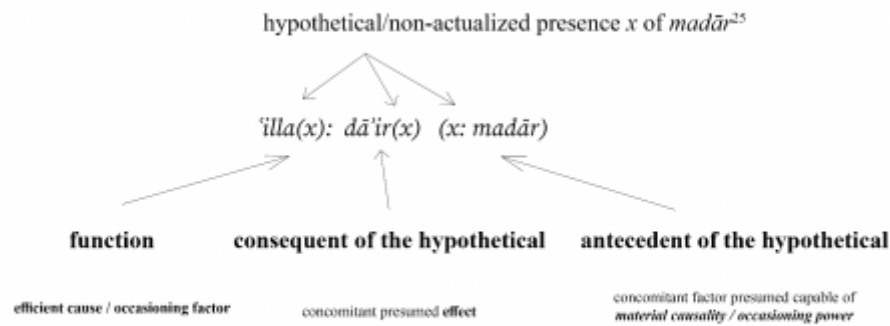 hypothetical/non-actualized presence x of madār²⁵
ʿilla(x): dāʾir(x) (x: madār)
function consequent of the hypothetical antecedent of the hypothetical
efficient cause / occasioning factor concomitant presumed effect concomitant factor presumed capable of
material causality / occasioning power